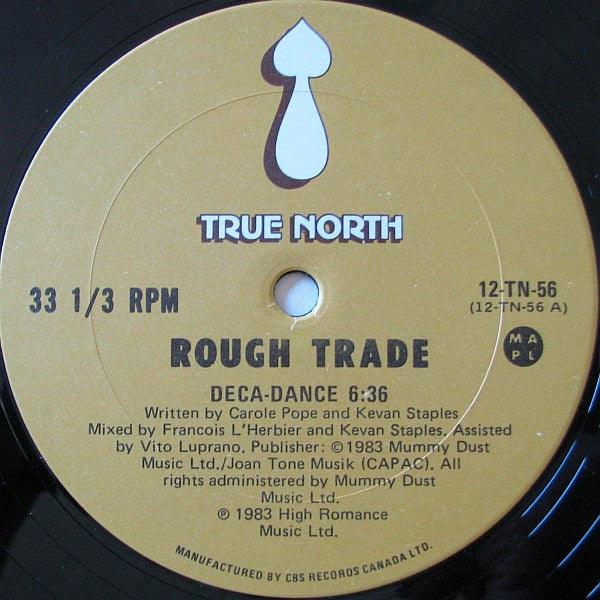 TRUE NORTH
33 1/3 RPM
12-TN-56
(12-TN-56 A)
MAPL
ROUGH TRADE
DECA-DANCE 6:36
Written by Carole Pope and Kevan Staples
Mixed by Francois L'Herbier and Kevan Staples. Assisted
by Vito Luprano. Publisher: ©1983 Mummy Dust
Music Ltd./Joan Tone Musik (CAPAC). All
rights administered by Mummy Dust
Music Ltd.
℗ 1983 High Romance
Music Ltd.
MANUFACTURED BY CBS RECORDS CANADA LTD.